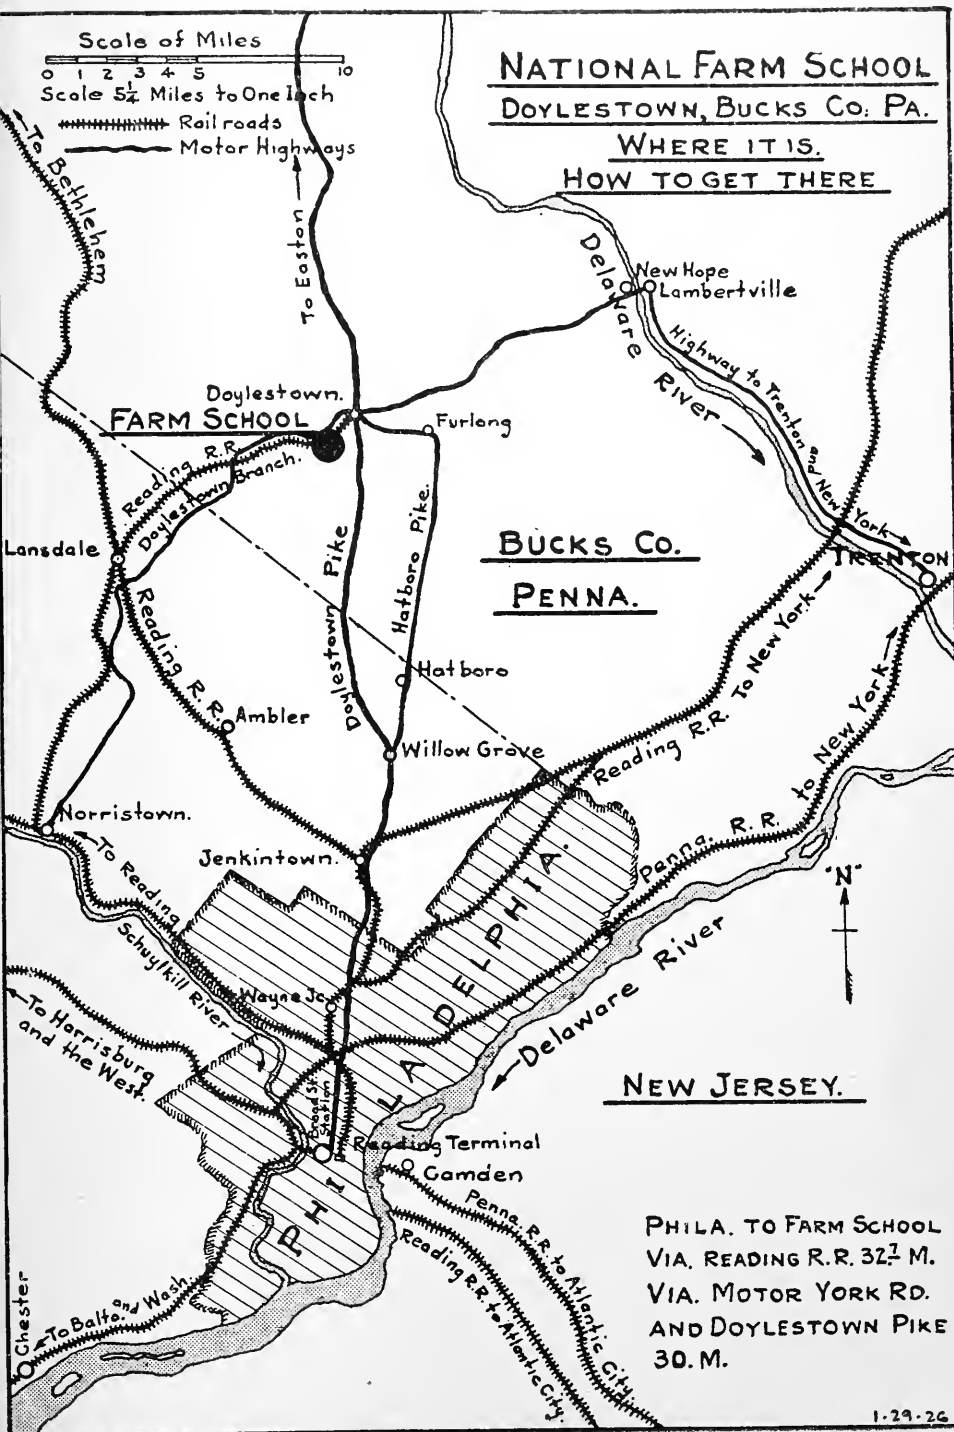 Scale of Miles
0 1 2 3 4 5 10
Scale 5¼ Miles to One Inch
Railroads
Motor Highways
NATIONAL FARM SCHOOL
DOYLESTOWN, BUCKS CO: PA.
WHERE IT IS.
HOW TO GET THERE
To Bethlehem
To Easton
Delaware
River
New Hope
Lambertville
Highway to Trenton and New York
Doylestown.
FARM SCHOOL
Furlong
Reading R.R.
Doylestown Branch.
Lansdale
Doylestown Pike
Hatboro Pike.
BUCKS CO.
PENNA.
TRENTON
Reading R.R.
Hatboro
Ambler
Willow Grove
Reading R.R. To New York
Penna. R.R. to New York
Norristown.
Jenkintown.
To Reading
Schuylkill River
"N"
Wayne Jc.
To Harrisburg
and the West.
Delaware River
PHILADELPHIA.
NEW JERSEY.
Broad St.
Station
Reading Terminal
Camden
Penna. R.R. to Atlantic City.
Reading R.R. to Atlantic City.
Chester
To Balto. and Wash.
PHILA. TO FARM SCHOOL
VIA. READING R.R. 32.7 M.
VIA. MOTOR YORK RD.
AND DOYLESTOWN PIKE
30. M.
1-29-26